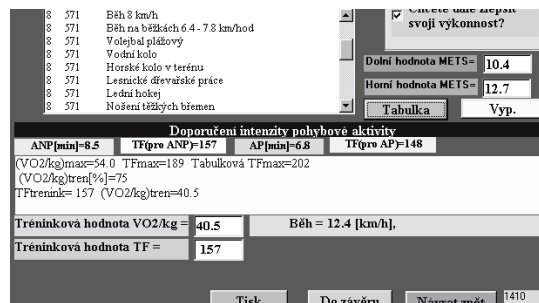 Chcete dále zlepšit
svoji výkonnost?
8 571 Běh 8 km/h
8 571 Běh na běžkách 6.4 - 7.8 km/hod
8 571 Volejbal plážový
8 571 Vodní kolo
8 571 Horské kolo v terénu
8 571 Lesnické dřevařské práce
8 571 Lední hokej
8 571 Nošení těžkých břemen
Dolní hodnota METS= 10.4
Horní hodnota METS= 12.7
Tabulka Vyp.
Doporučení intenzity pohybové aktivity
ANP[min]=8.5 TF(pro ANP)=157 AP[min]=6.8 TF(pro AP)=148
(VO2/kg)max=54.0 TFmax=189 Tabulková TFmax=202
(VO2/kg)tren[%]=75
TFtrenink= 157 (VO2/kg)tren=40.5
Tréninková hodnota VO2/kg = 40.5 Běh = 12.4 [km/h],
Tréninková hodnota TF = 157
Tisk Do závěru Návrat zpět 1410